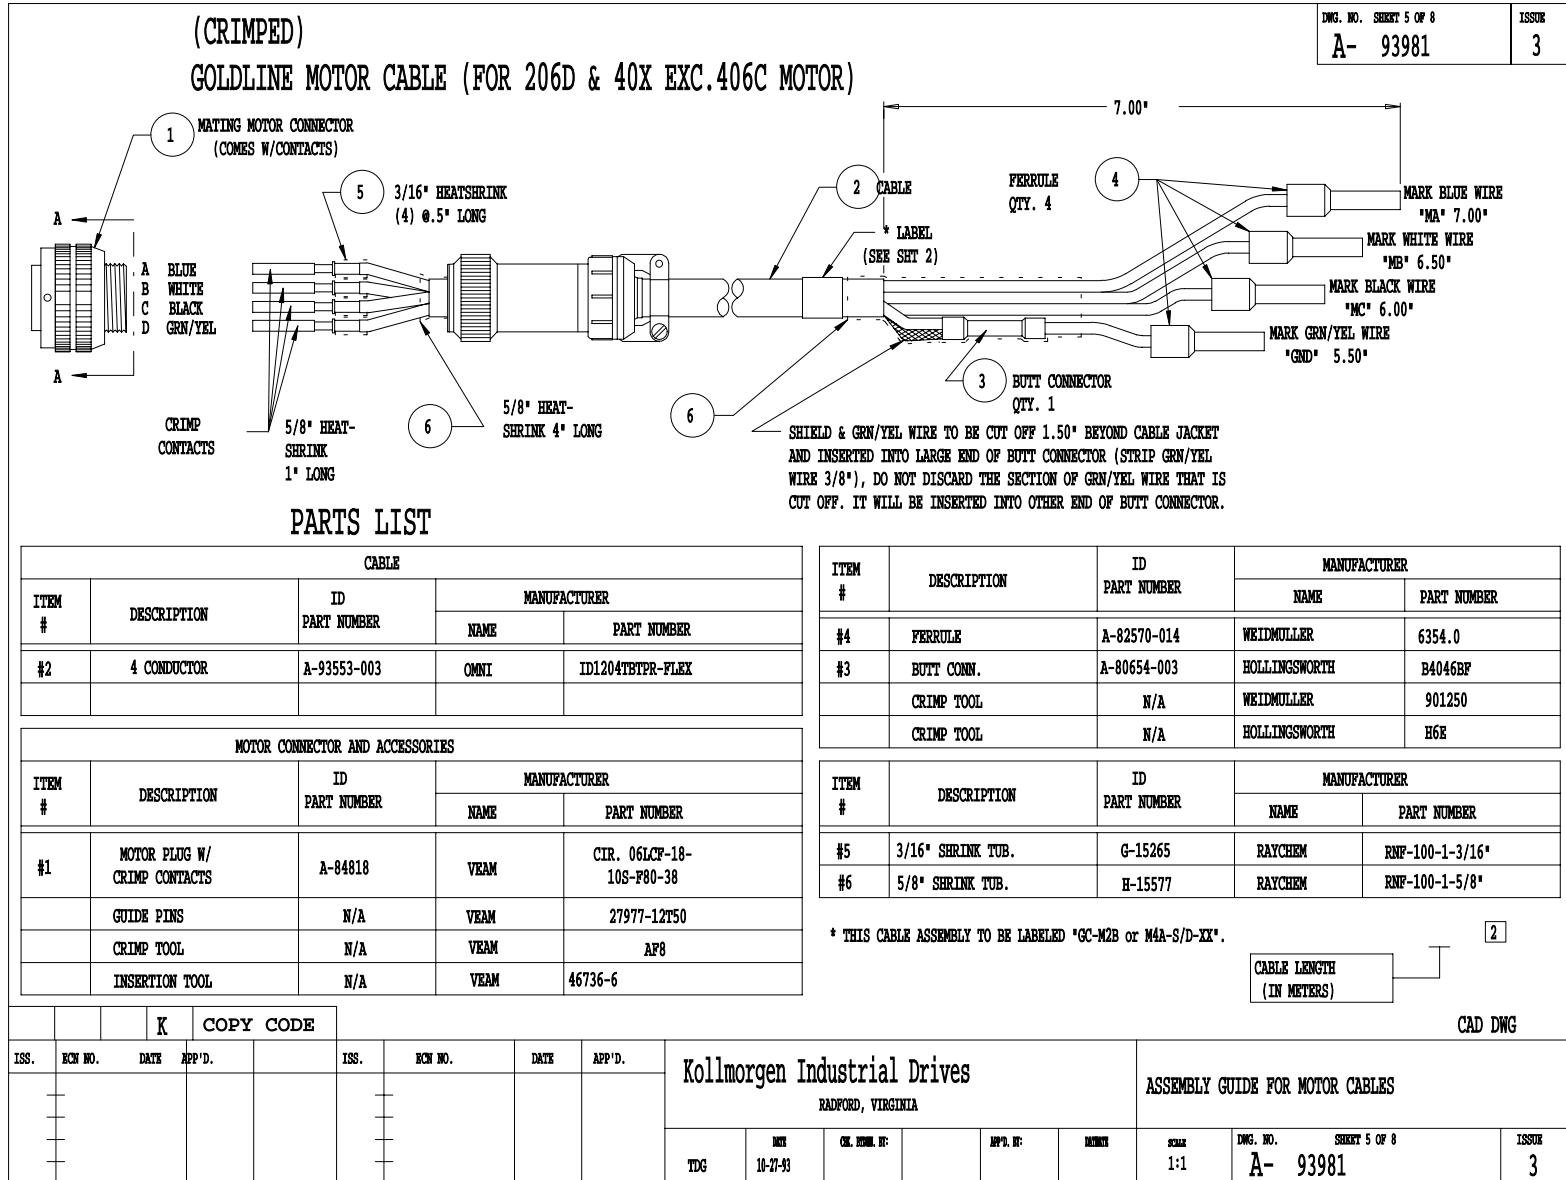 DWG. NO. SHEET 5 OF 8
A- 93981
ISSUE
3
(CRIMPED)
GOLDLINE MOTOR CABLE (FOR 206D & 40X EXC.406C MOTOR)
7.00"
1
MATING MOTOR CONNECTOR
(COMES W/CONTACTS)
5
3/16" HEATSHRINK
(4) @.5" LONG
2
CABLE
* LABEL
(SEE SHT 2)
FERRULE
QTY. 4
4
MARK BLUE WIRE
"MA" 7.00"
MARK WHITE WIRE
"MB" 6.50"
MARK BLACK WIRE
"MC" 6.00"
MARK GRN/YEL WIRE
"GND" 5.50"
A
A BLUE
B WHITE
C BLACK
D GRN/YEL
A
CRIMP
CONTACTS
5/8" HEAT-
SHRINK
1" LONG
6
5/8" HEAT-
SHRINK 4" LONG
6
3
BUTT CONNECTOR
QTY. 1
SHIELD & GRN/YEL WIRE TO BE CUT OFF 1.50" BEYOND CABLE JACKET
AND INSERTED INTO LARGE END OF BUTT CONNECTOR (STRIP GRN/YEL
WIRE 3/8"), DO NOT DISCARD THE SECTION OF GRN/YEL WIRE THAT IS
CUT OFF. IT WILL BE INSERTED INTO OTHER END OF BUTT CONNECTOR.
PARTS LIST
CABLE
ITEM # DESCRIPTION ID PART NUMBER MANUFACTURER
NAME PART NUMBER
#2 4 CONDUCTOR A-93553-003 OMNI ID1204TBTPR-FLEX
MOTOR CONNECTOR AND ACCESSORIES
ITEM # DESCRIPTION ID PART NUMBER MANUFACTURER
NAME PART NUMBER
#1 MOTOR PLUG W/ CRIMP CONTACTS A-84818 VEAM CIR. 06LCF-18-10S-F80-38
GUIDE PINS N/A VEAM 27977-12T50
CRIMP TOOL N/A VEAM AF8
INSERTION TOOL N/A VEAM 46736-6
ITEM # DESCRIPTION ID PART NUMBER MANUFACTURER
NAME PART NUMBER
#4 FERRULE A-82570-014 WEIDMULLER 6354.0
#3 BUTT CONN. A-80654-003 HOLLINGSWORTH B4046BF
CRIMP TOOL N/A WEIDMULLER 901250
CRIMP TOOL N/A HOLLINGSWORTH H6E
ITEM # DESCRIPTION ID PART NUMBER MANUFACTURER
NAME PART NUMBER
#5 3/16" SHRINK TUB. G-15265 RAYCHEM RNF-100-1-3/16"
#6 5/8" SHRINK TUB. H-15577 RAYCHEM RNF-100-1-5/8"
* THIS CABLE ASSEMBLY TO BE LABELED "GC-M2B or M4A-S/D-XX".
2
CABLE LENGTH
(IN METERS)
K COPY CODE
CAD DWG
ISS. ECN NO. DATE APP'D. ISS. ECN NO. DATE APP'D.
Kollmorgen Industrial Drives
RADFORD, VIRGINIA
ASSEMBLY GUIDE FOR MOTOR CABLES
TDG
DATE
10-27-93
APP'D. BY:
SCALE
1:1
DWG. NO. SHEET 5 OF 8
A- 93981
ISSUE
3